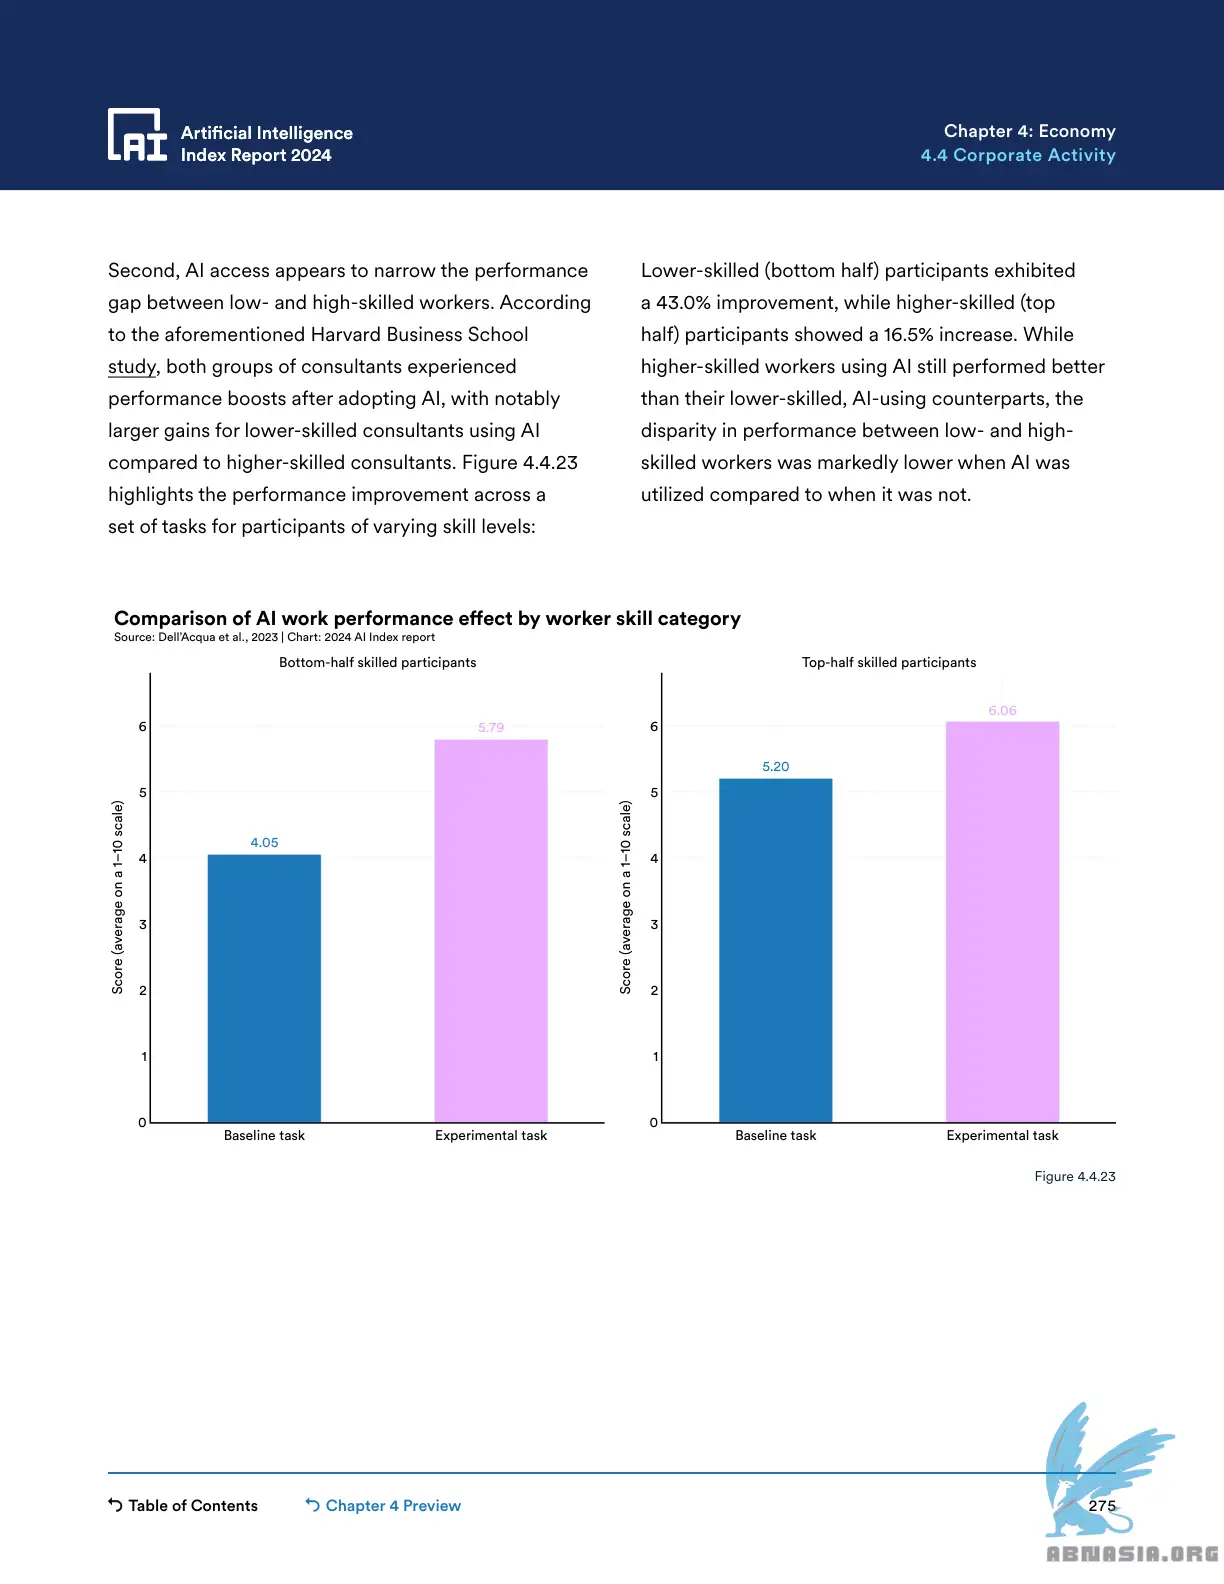 AI
Artificial Intelligence
Index Report 2024
Chapter 4: Economy
4.4 Corporate Activity
Second, AI access appears to narrow the performance
gap between low- and high-skilled workers. According
to the aforementioned Harvard Business School
study, both groups of consultants experienced
performance boosts after adopting AI, with notably
larger gains for lower-skilled consultants using AI
compared to higher-skilled consultants. Figure 4.4.23
highlights the performance improvement across a
set of tasks for participants of varying skill levels:
Lower-skilled (bottom half) participants exhibited
a 43.0% improvement, while higher-skilled (top
half) participants showed a 16.5% increase. While
higher-skilled workers using AI still performed better
than their lower-skilled, AI-using counterparts, the
disparity in performance between low- and high-
skilled workers was markedly lower when AI was
utilized compared to when it was not.
Comparison of AI work performance effect by worker skill category
Source: Dell'Acqua et al., 2023 | Chart: 2024 AI Index report
Bottom-half skilled participants
Score (average on a 1–10 scale)
6
5
4
3
2
1
0
4.05
5.79
Baseline task
Experimental task
Top-half skilled participants
Score (average on a 1–10 scale)
6
5
4
3
2
1
0
5.20
6.06
Baseline task
Experimental task
Figure 4.4.23
Table of Contents
Chapter 4 Preview
275
ABNASIA.ORG